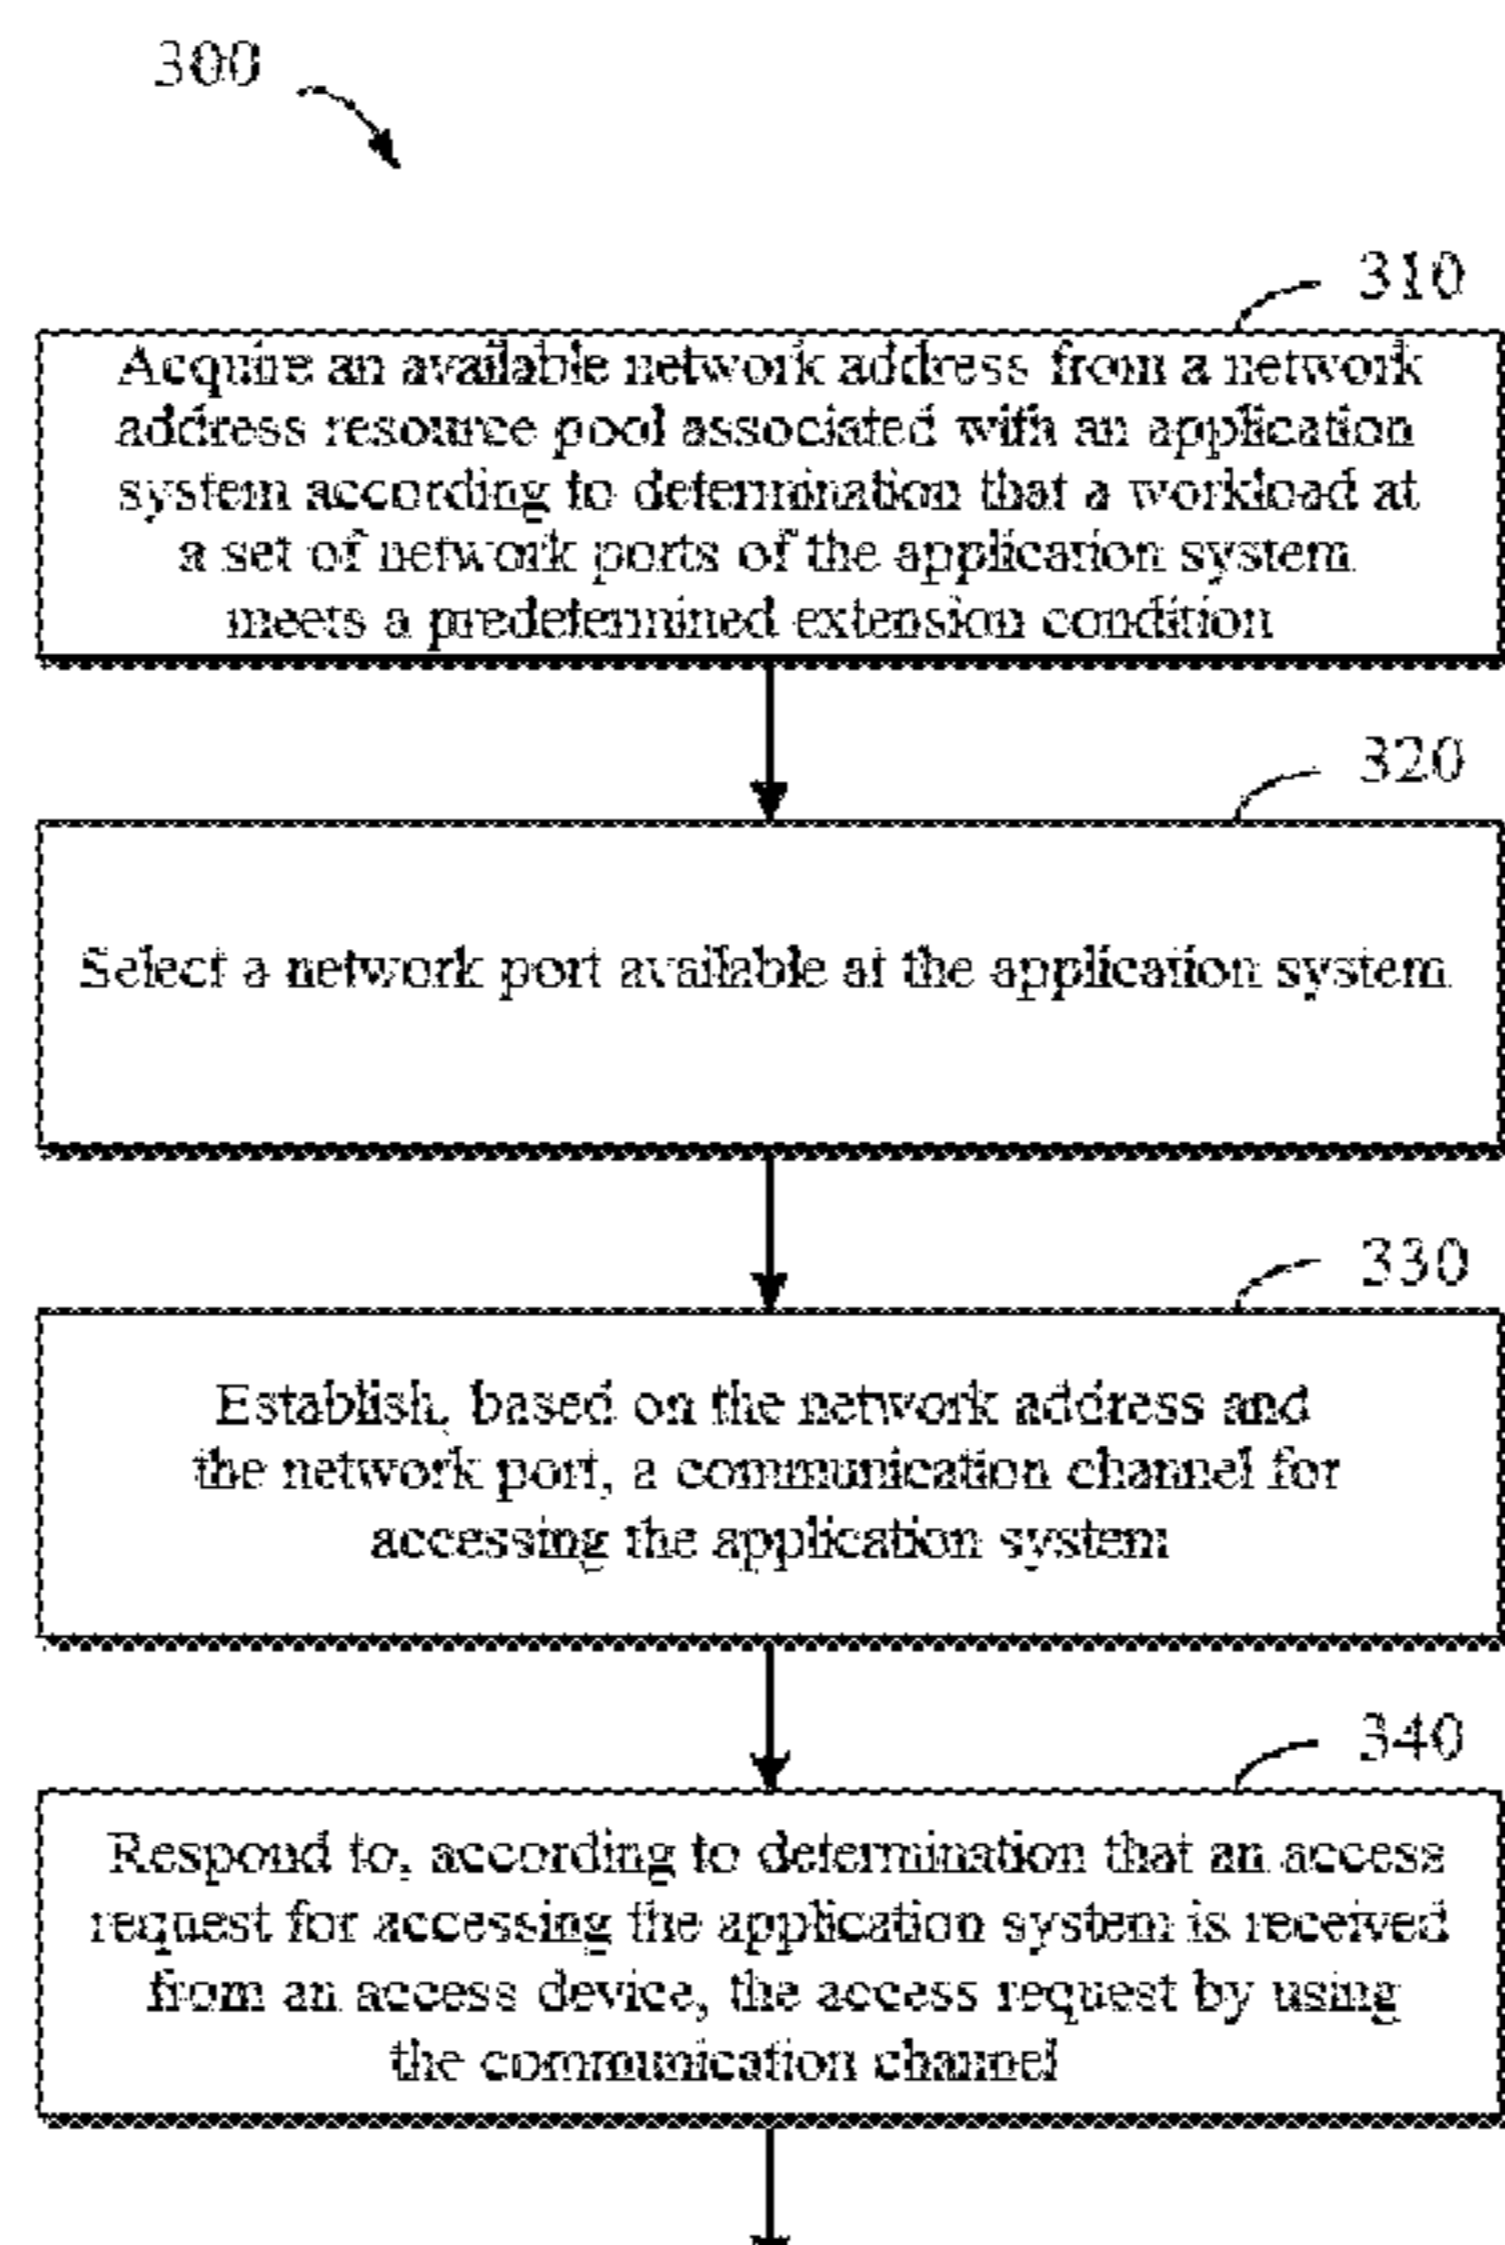 300
310
Acquire an available network address from a network
address resource pool associated with an application
system according to determination that a workload at
a set of network ports of the application system
meets a predetermined extension condition
320
Select a network port available at the application system
330
Establish, based on the network address and
the network port, a communication channel for
accessing the application system
340
Respond to, according to determination that an access
request for accessing the application system is received
from an access device, the access request by using
the communication channel